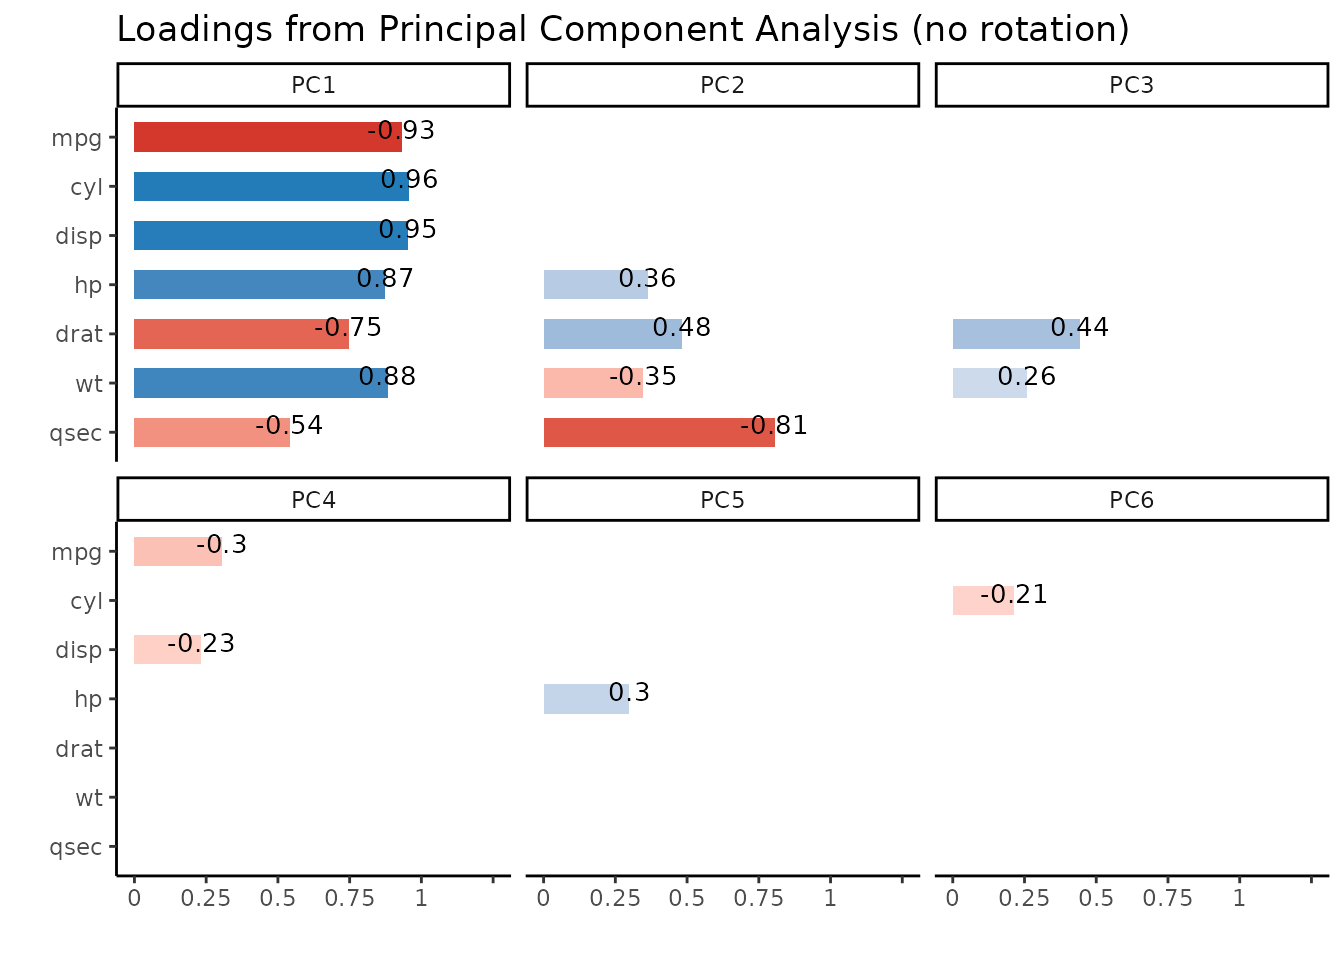 Loadings from Principal Component Analysis (no rotation)
PC1 PC2 PC3
mpg -0.93
cyl 0.96
disp 0.95
hp 0.87 0.36
drat -0.75 0.48 0.44
wt 0.88 -0.35 0.26
qsec -0.54 -0.81
PC4 PC5 PC6
mpg -0.3
cyl -0.21
disp -0.23
hp 0.3
drat
wt
qsec
0 0.25 0.5 0.75 1 0 0.25 0.5 0.75 1 0 0.25 0.5 0.75 1